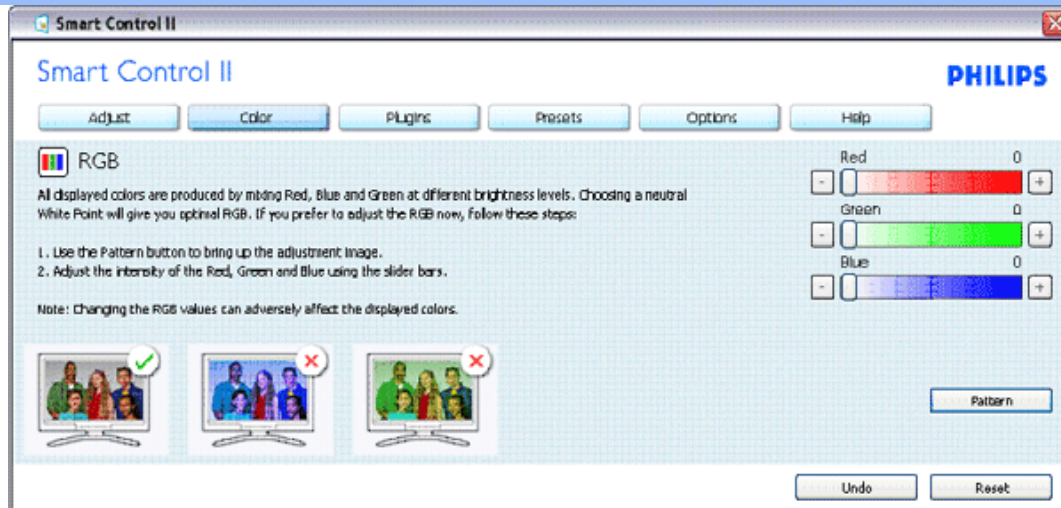 Smart Control II
Smart Control II
PHILIPS
Adjust Color Plugins Presets Options Help
RGB
All displayed colors are produced by mixing Red, Blue and Green at different brightness levels. Choosing a neutral
White Point will give you optimal RGB. If you prefer to adjust the RGB now, follow these steps:
1. Use the Pattern button to bring up the adjustment image.
2. Adjust the intensity of the Red, Green and Blue using the slider bars.
Note: Changing the RGB values can adversely affect the displayed colors.
Red 0
- +
Green 0
- +
Blue 0
- +
Pattern
Undo Reset